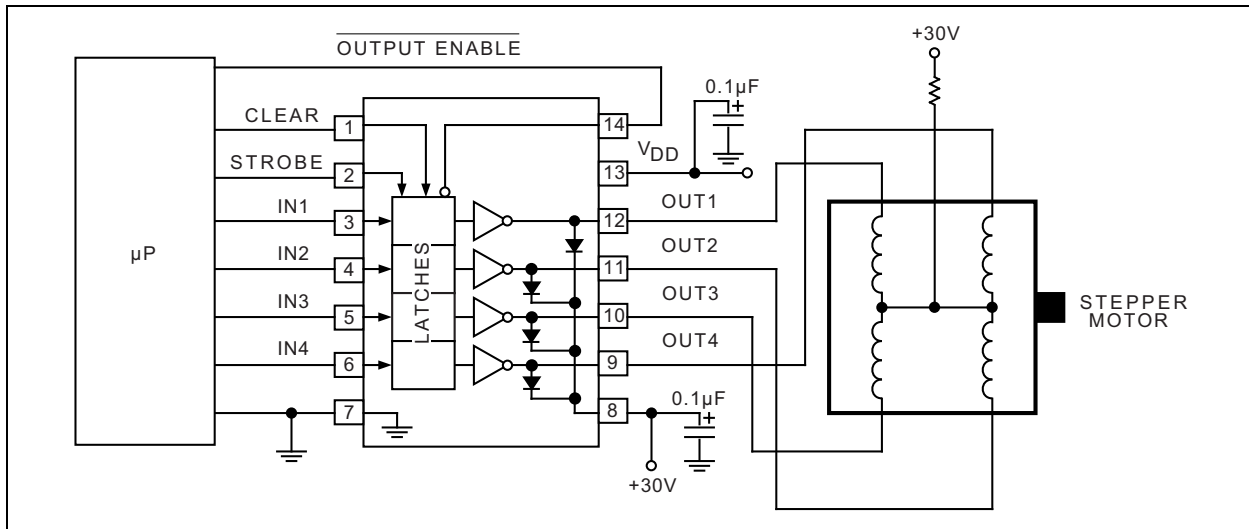 OUTPUT ENABLE
+30V
0.1µF
+
CLEAR
1
14
VDD
STROBE
2
13
IN1
3
12
OUT1
µP
LATCHES
IN2
4
11
OUT2
IN3
5
10
OUT3
STEPPER
MOTOR
IN4
6
9
OUT4
7
8
0.1µF
+
+30V